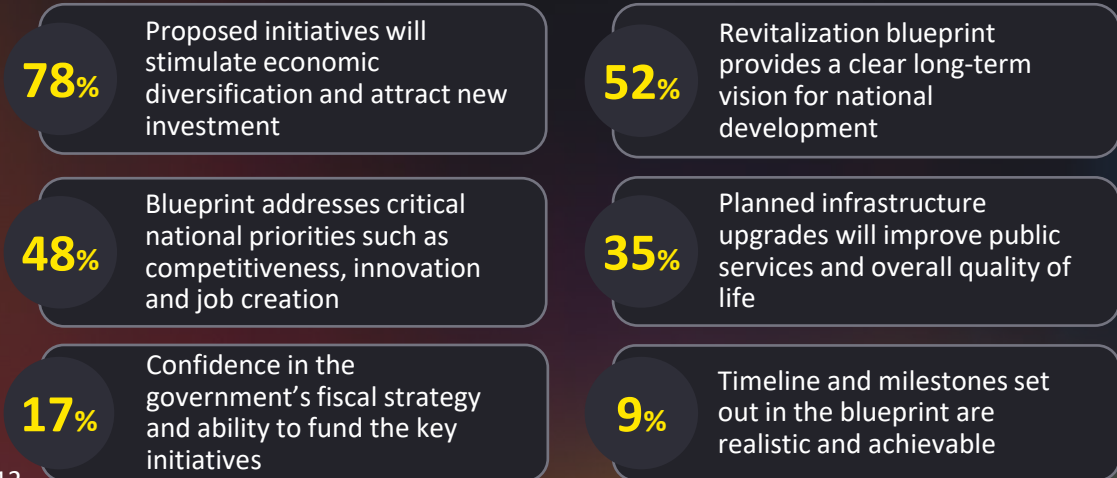 78%
Proposed initiatives will
stimulate economic
diversification and attract new
investment
52%
Revitalization blueprint
provides a clear long-term
vision for national
development
48%
Blueprint addresses critical
national priorities such as
competitiveness, innovation
and job creation
35%
Planned infrastructure
upgrades will improve public
services and overall quality of
life
17%
Confidence in the
government’s fiscal strategy
and ability to fund the key
initiatives
9%
Timeline and milestones set
out in the blueprint are
realistic and achievable